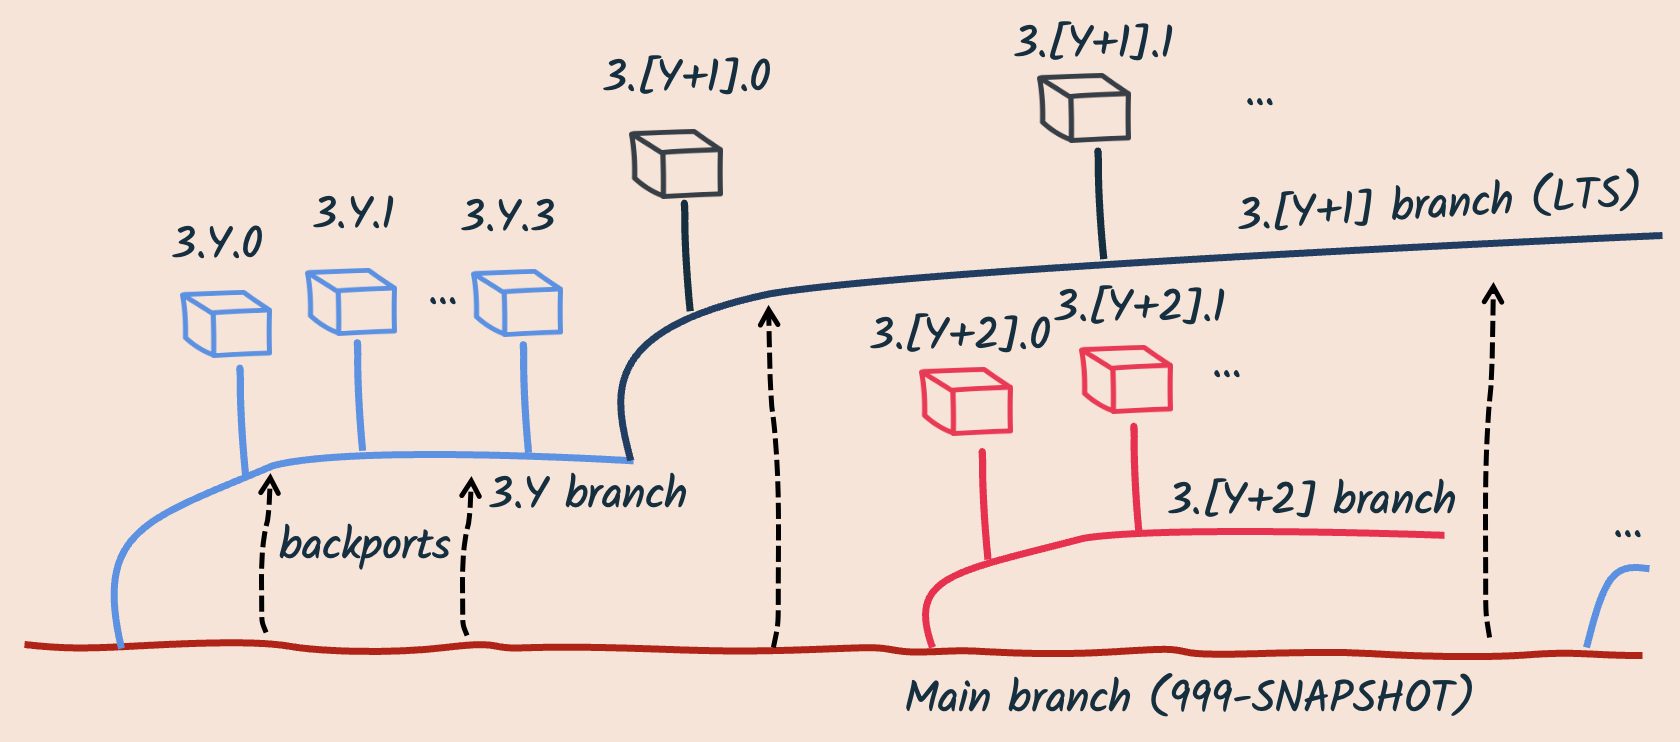 3.[Y+1].1
3.[Y+1].0
...
3.[Y+1] branch (LTS)
3.Y.0
3.Y.1
3.Y.3
...
3.[Y+2].0
3.[Y+2].1
...
3.Y branch
3.[Y+2] branch
backports
...
Main branch (999-SNAPSHOT)